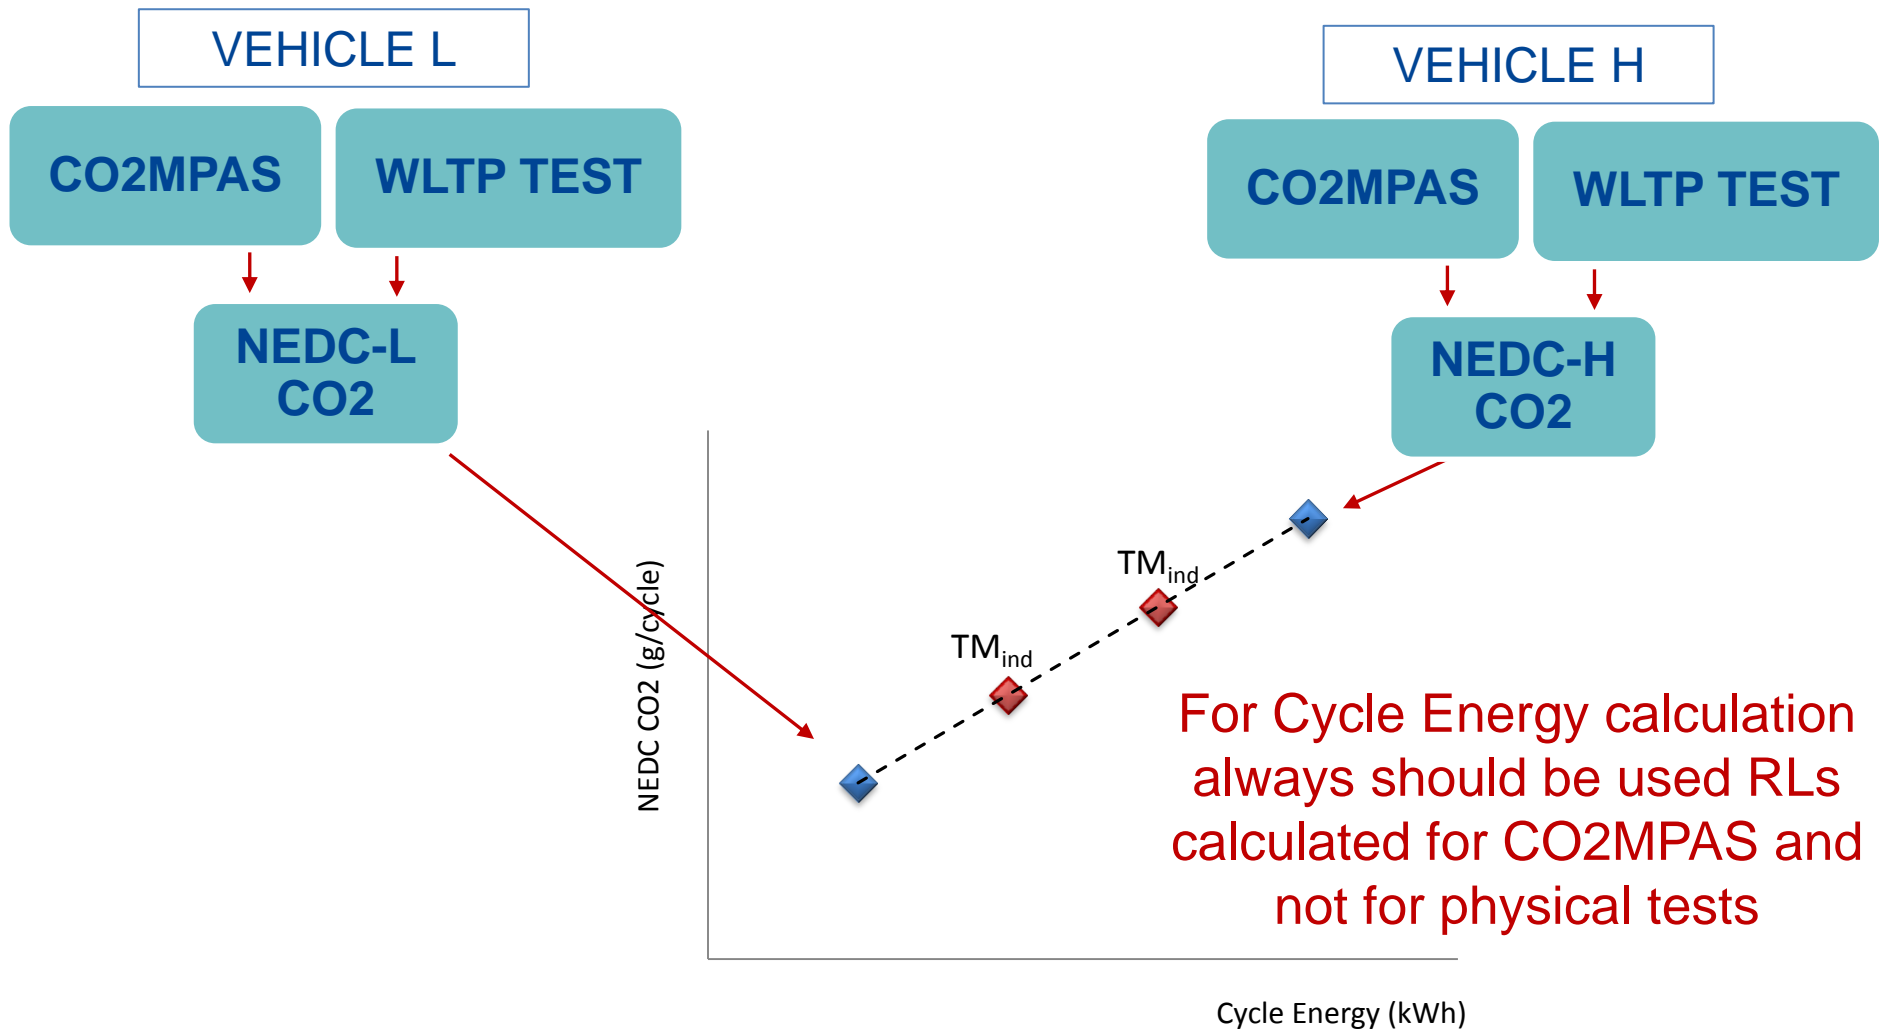 VEHICLE L
CO2MPAS
WLTP TEST
NEDC-L
CO2
VEHICLE H
CO2MPAS
WLTP TEST
NEDC-H
CO2
NEDC CO2 (g/cycle)
TMind
TMind
For Cycle Energy calculation
always should be used RLs
calculated for CO2MPAS and
not for physical tests
Cycle Energy (kWh)